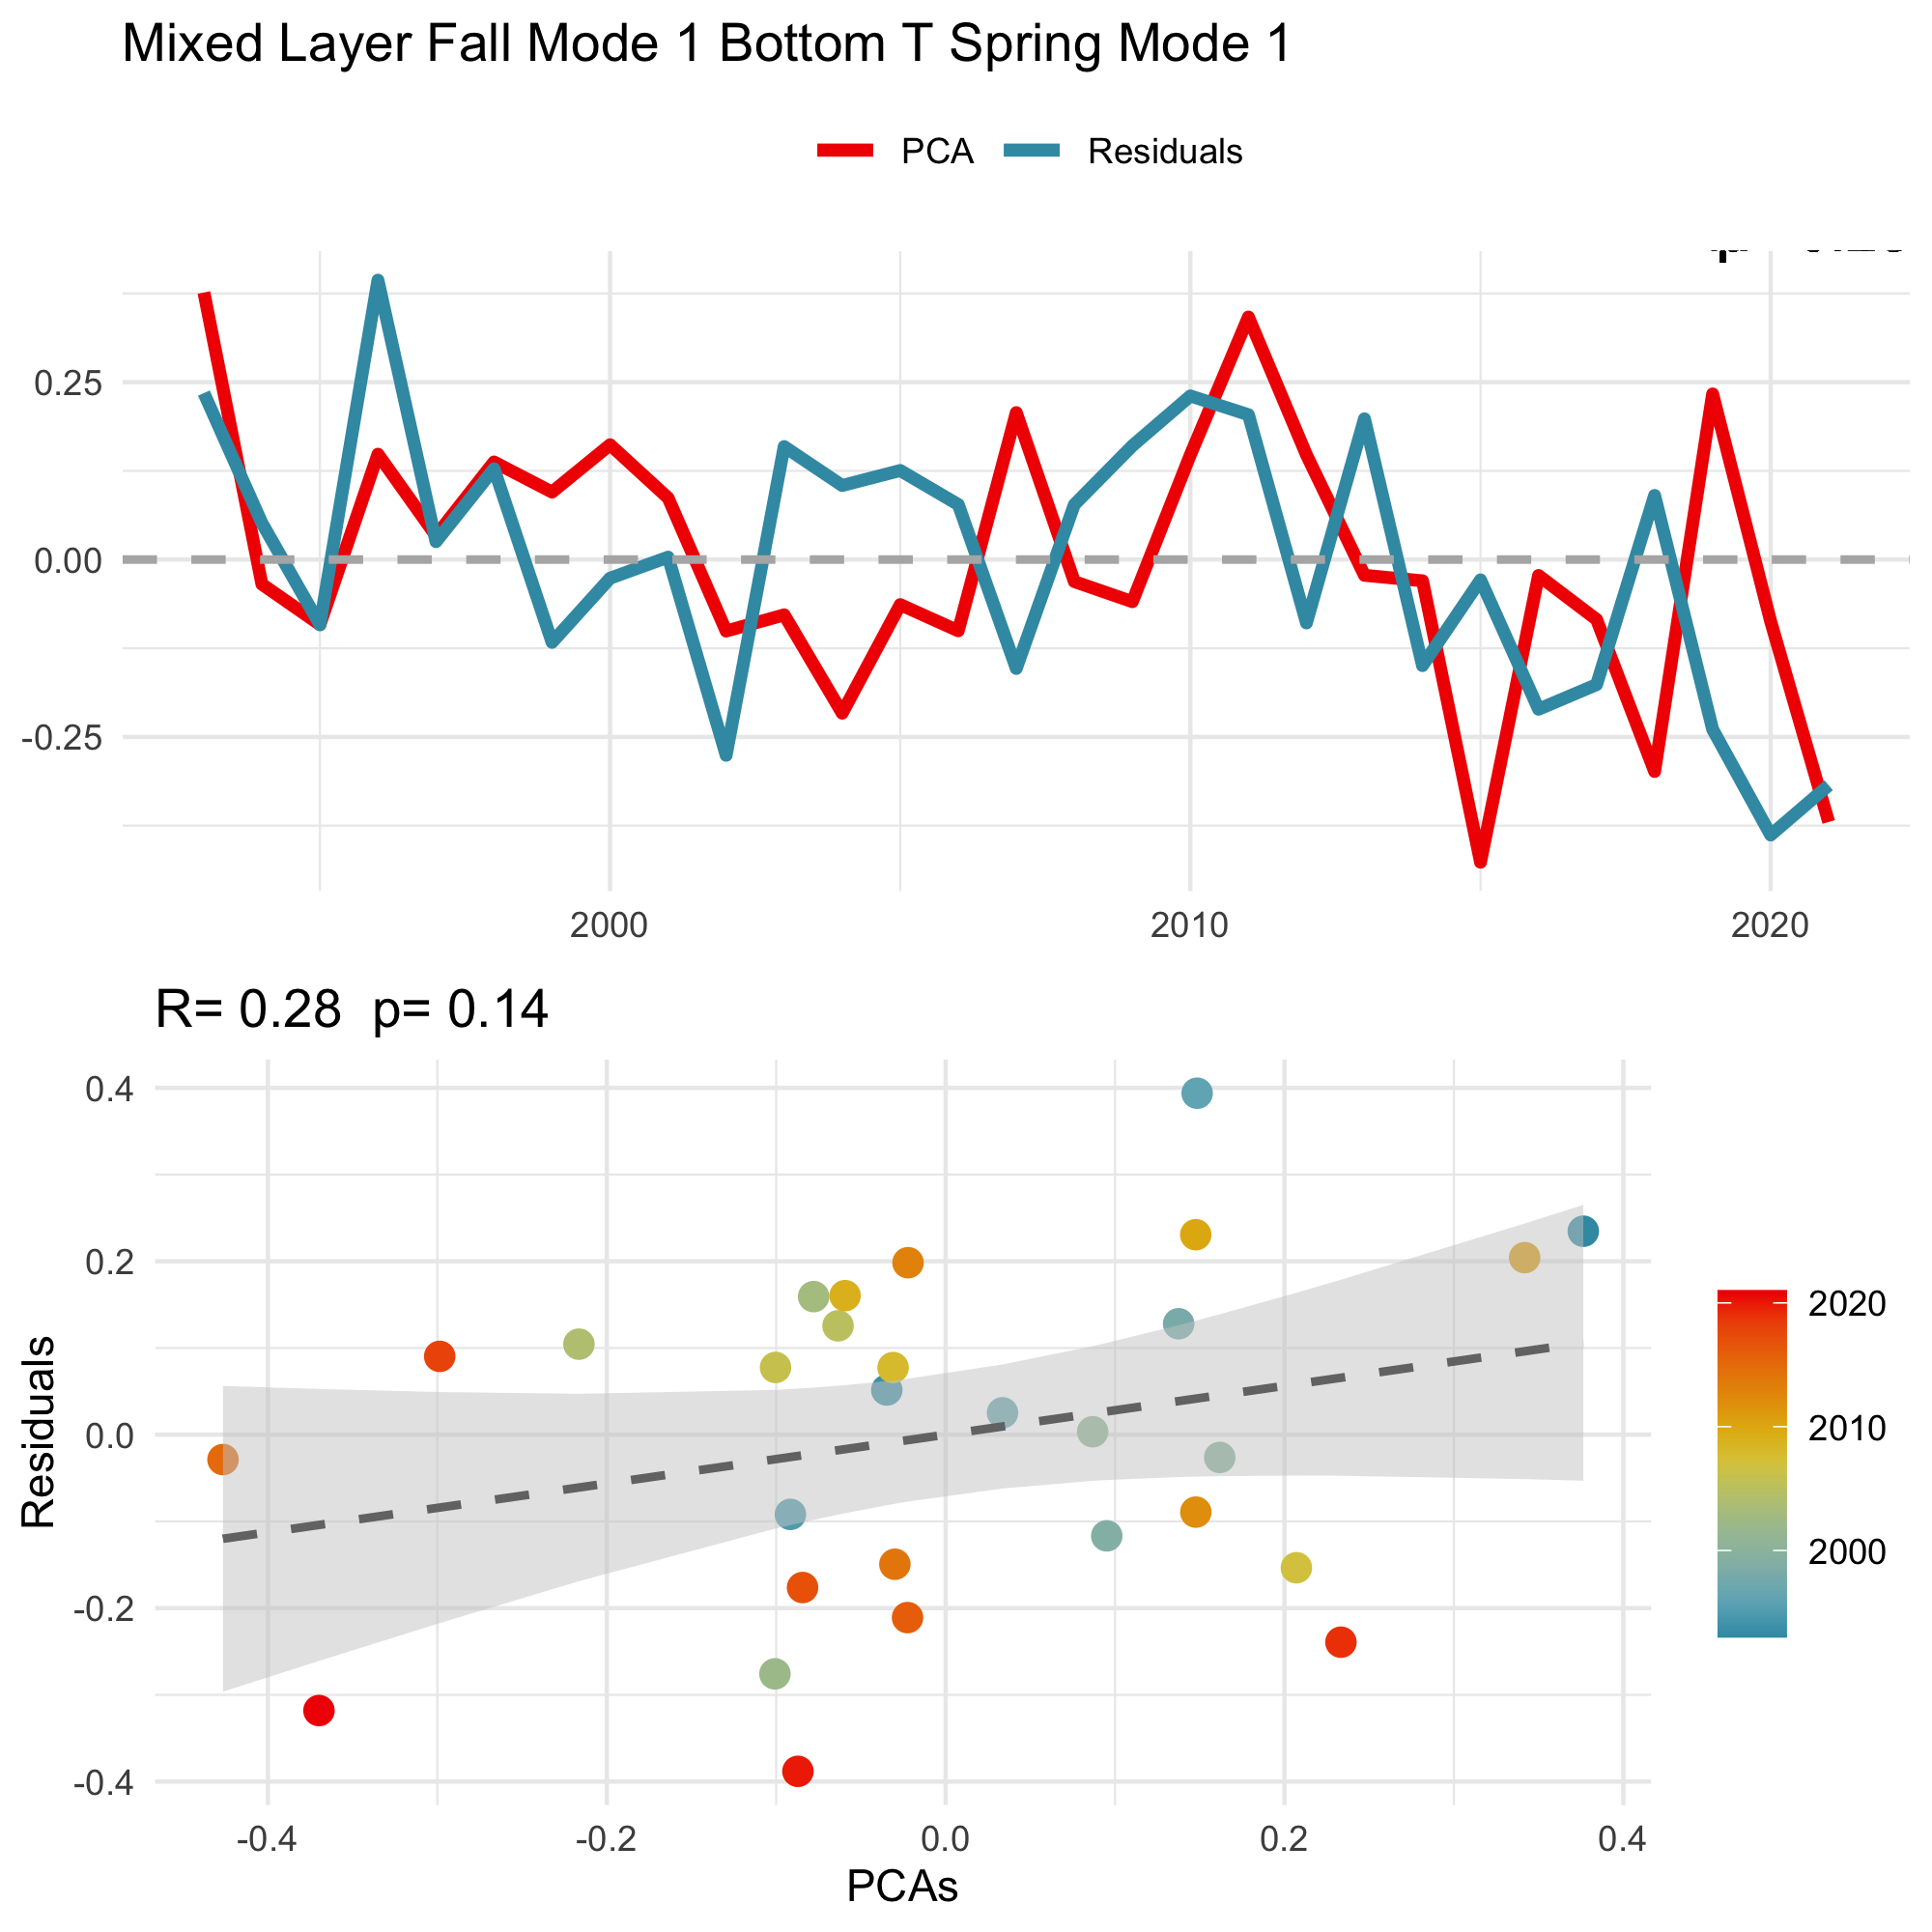 Mixed Layer Fall Mode 1 Bottom T Spring Mode 1
PCA Residuals
0.25
0.00
-0.25
2000 2010 2020
R= 0.28 p= 0.14
0.4
0.2
0.0
-0.2
-0.4
Residuals
-0.4 -0.2 0.0 0.2 0.4
PCAs
2020
2010
2000